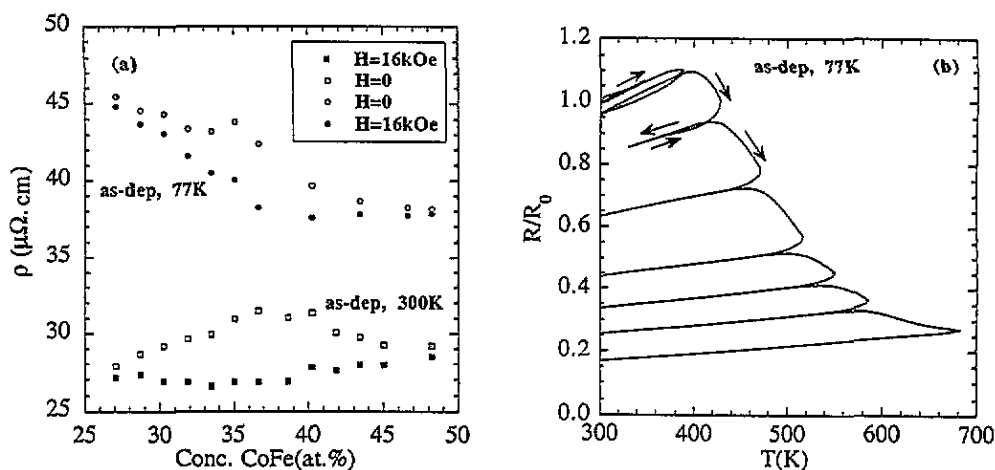 50
45
40
35
30
25
25 30 35 40 45 50
ρ (μΩ.cm)
Conc. CoFe(at.%)
(a)
H=16kOe
H=0
H=0
H=16kOe
as-dep, 77K
as-dep, 300K
1.2
1.0
0.8
0.6
0.4
0.2
0.0
300 400 500 600 700
R/R0
T(K)
as-dep, 77K (b)